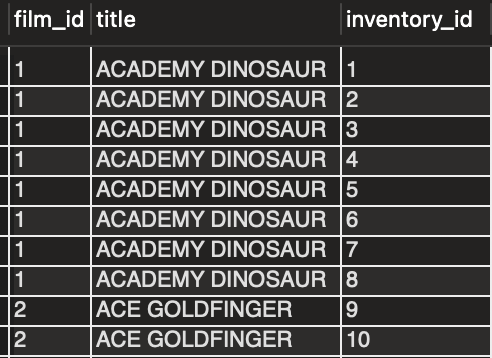 film_id title inventory_id
1 ACADEMY DINOSAUR 1
1 ACADEMY DINOSAUR 2
1 ACADEMY DINOSAUR 3
1 ACADEMY DINOSAUR 4
1 ACADEMY DINOSAUR 5
1 ACADEMY DINOSAUR 6
1 ACADEMY DINOSAUR 7
1 ACADEMY DINOSAUR 8
2 ACE GOLDFINGER 9
2 ACE GOLDFINGER 10